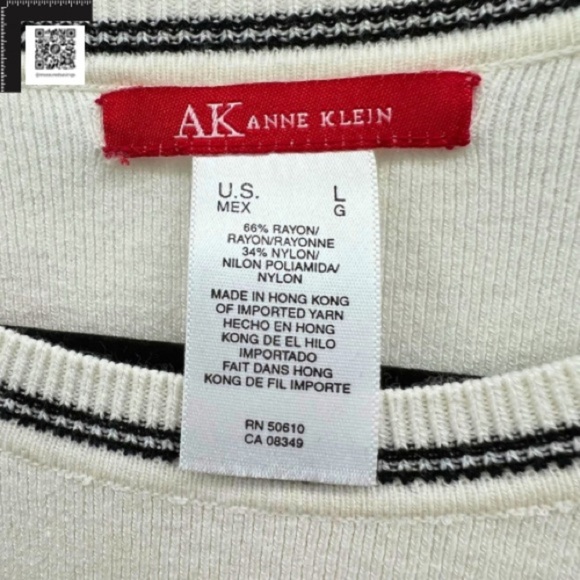 AK ANNE KLEIN
U.S. L
MEX G
66% RAYON/
RAYON/RAYONNE
34% NYLON/
NILON POLIAMIDA/
NYLON
MADE IN HONG KONG
OF IMPORTED YARN
HECHO EN HONG
KONG DE EL HILO
IMPORTADO
FAIT DANS HONG
KONG DE FIL IMPORTE
RN 50610
CA 08349